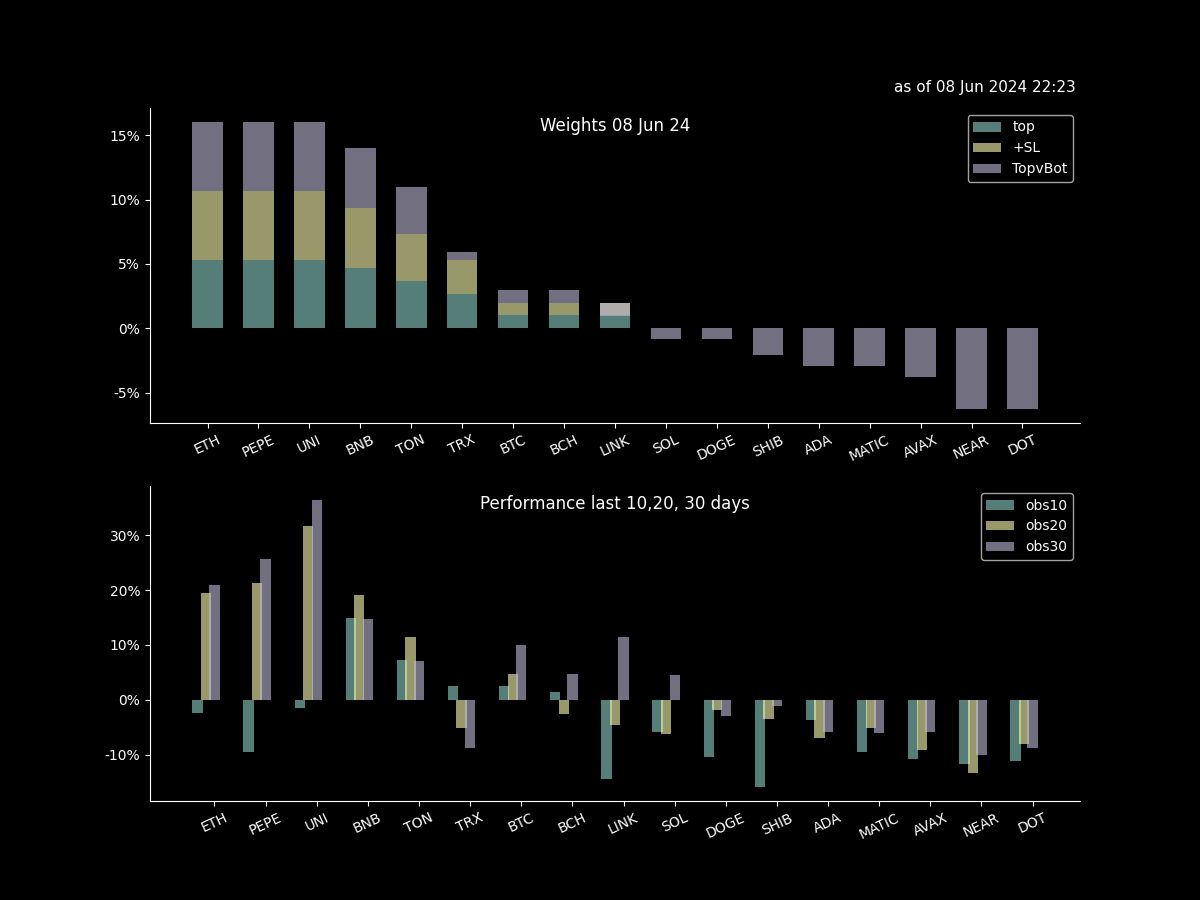 as of 08 Jun 2024 22:23
Weights 08 Jun 24
top
+SL
TopvBot
15%
10%
5%
0%
-5%
ETH PEPE UNI BNB TON TRX BTC BCH LINK SOL DOGE SHIB ADA MATIC AVAX NEAR DOT
Performance last 10,20, 30 days
obs10
obs20
obs30
30%
20%
10%
0%
-10%
ETH PEPE UNI BNB TON TRX BTC BCH LINK SOL DOGE SHIB ADA MATIC AVAX NEAR DOT